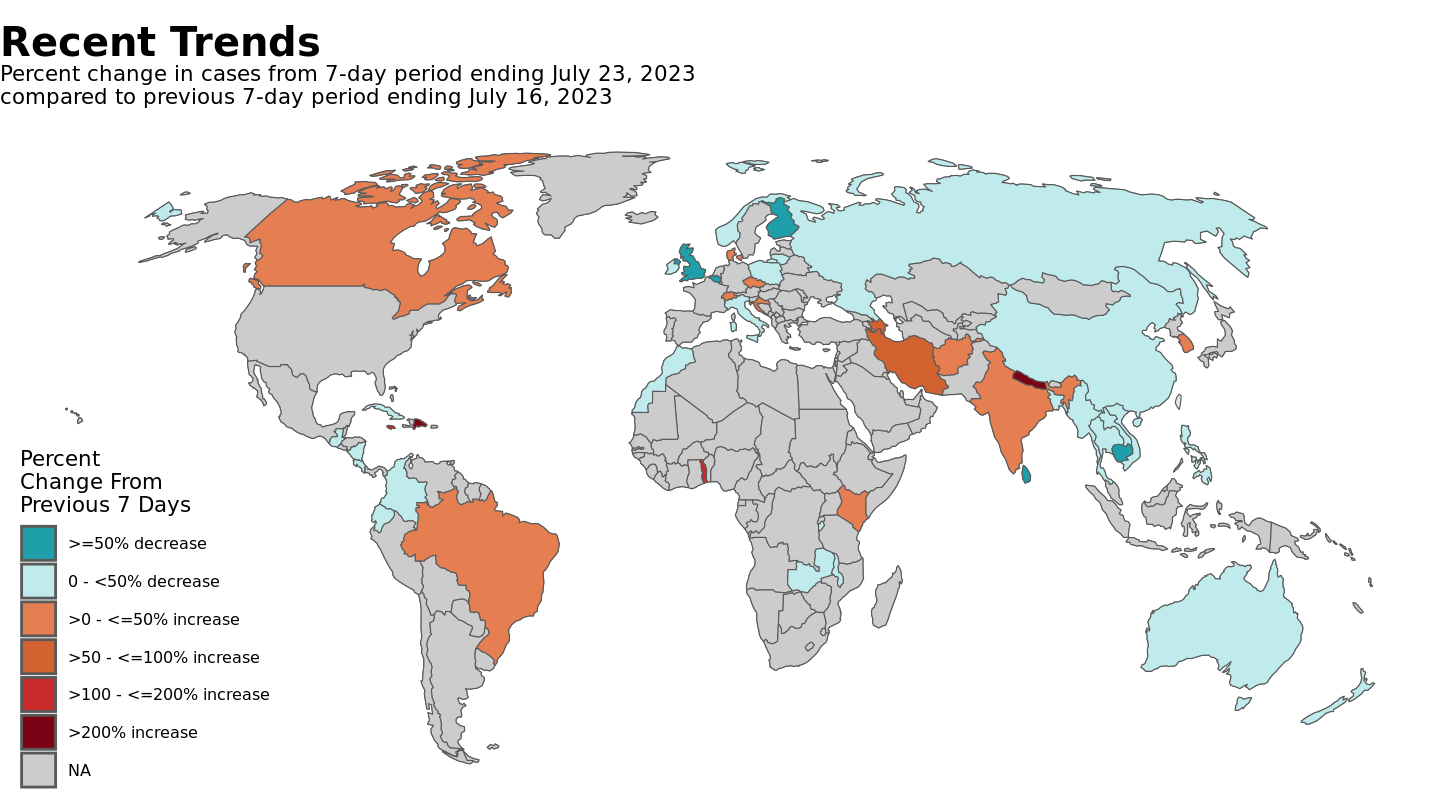 Recent Trends
Percent change in cases from 7-day period ending July 23, 2023
compared to previous 7-day period ending July 16, 2023
Percent
Change From
Previous 7 Days
>=50% decrease
0 - <50% decrease
>0 - <=50% increase
>50 - <=100% increase
>100 - <=200% increase
>200% increase
NA